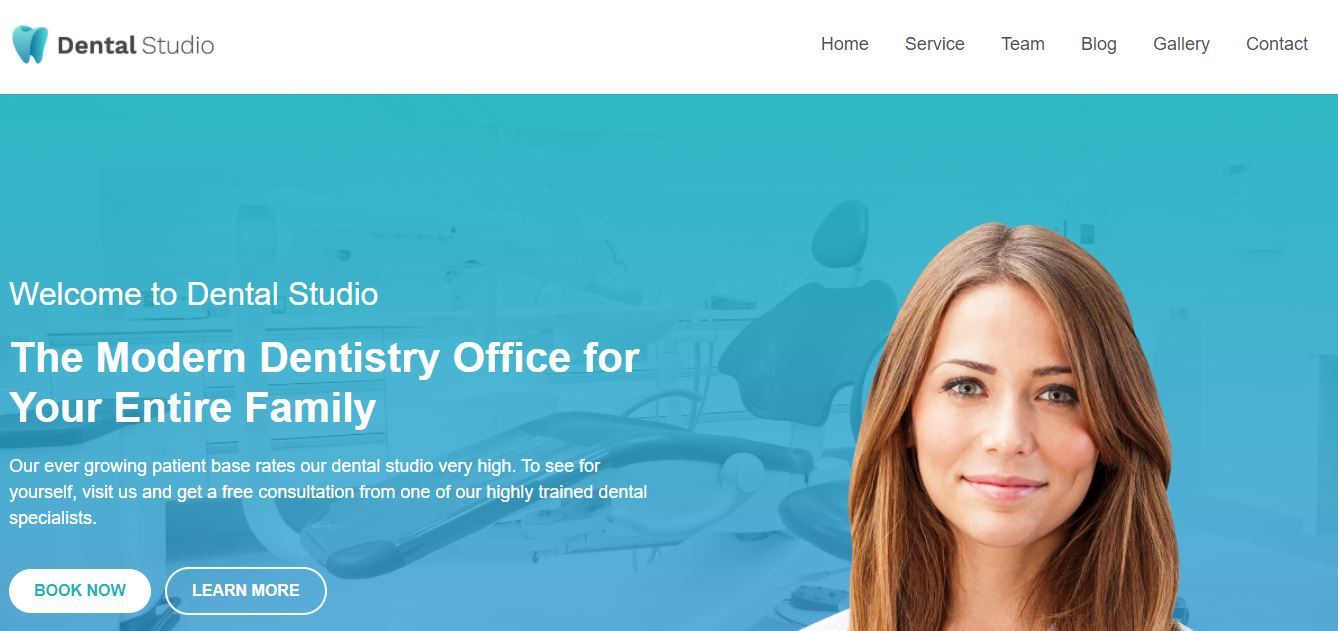 Dental Studio
Home
Service
Team
Blog
Gallery
Contact
Welcome to Dental Studio
The Modern Dentistry Office for
Your Entire Family
Our ever growing patient base rates our dental studio very high. To see for
yourself, visit us and get a free consultation from one of our highly trained dental
specialists.
BOOK NOW
LEARN MORE